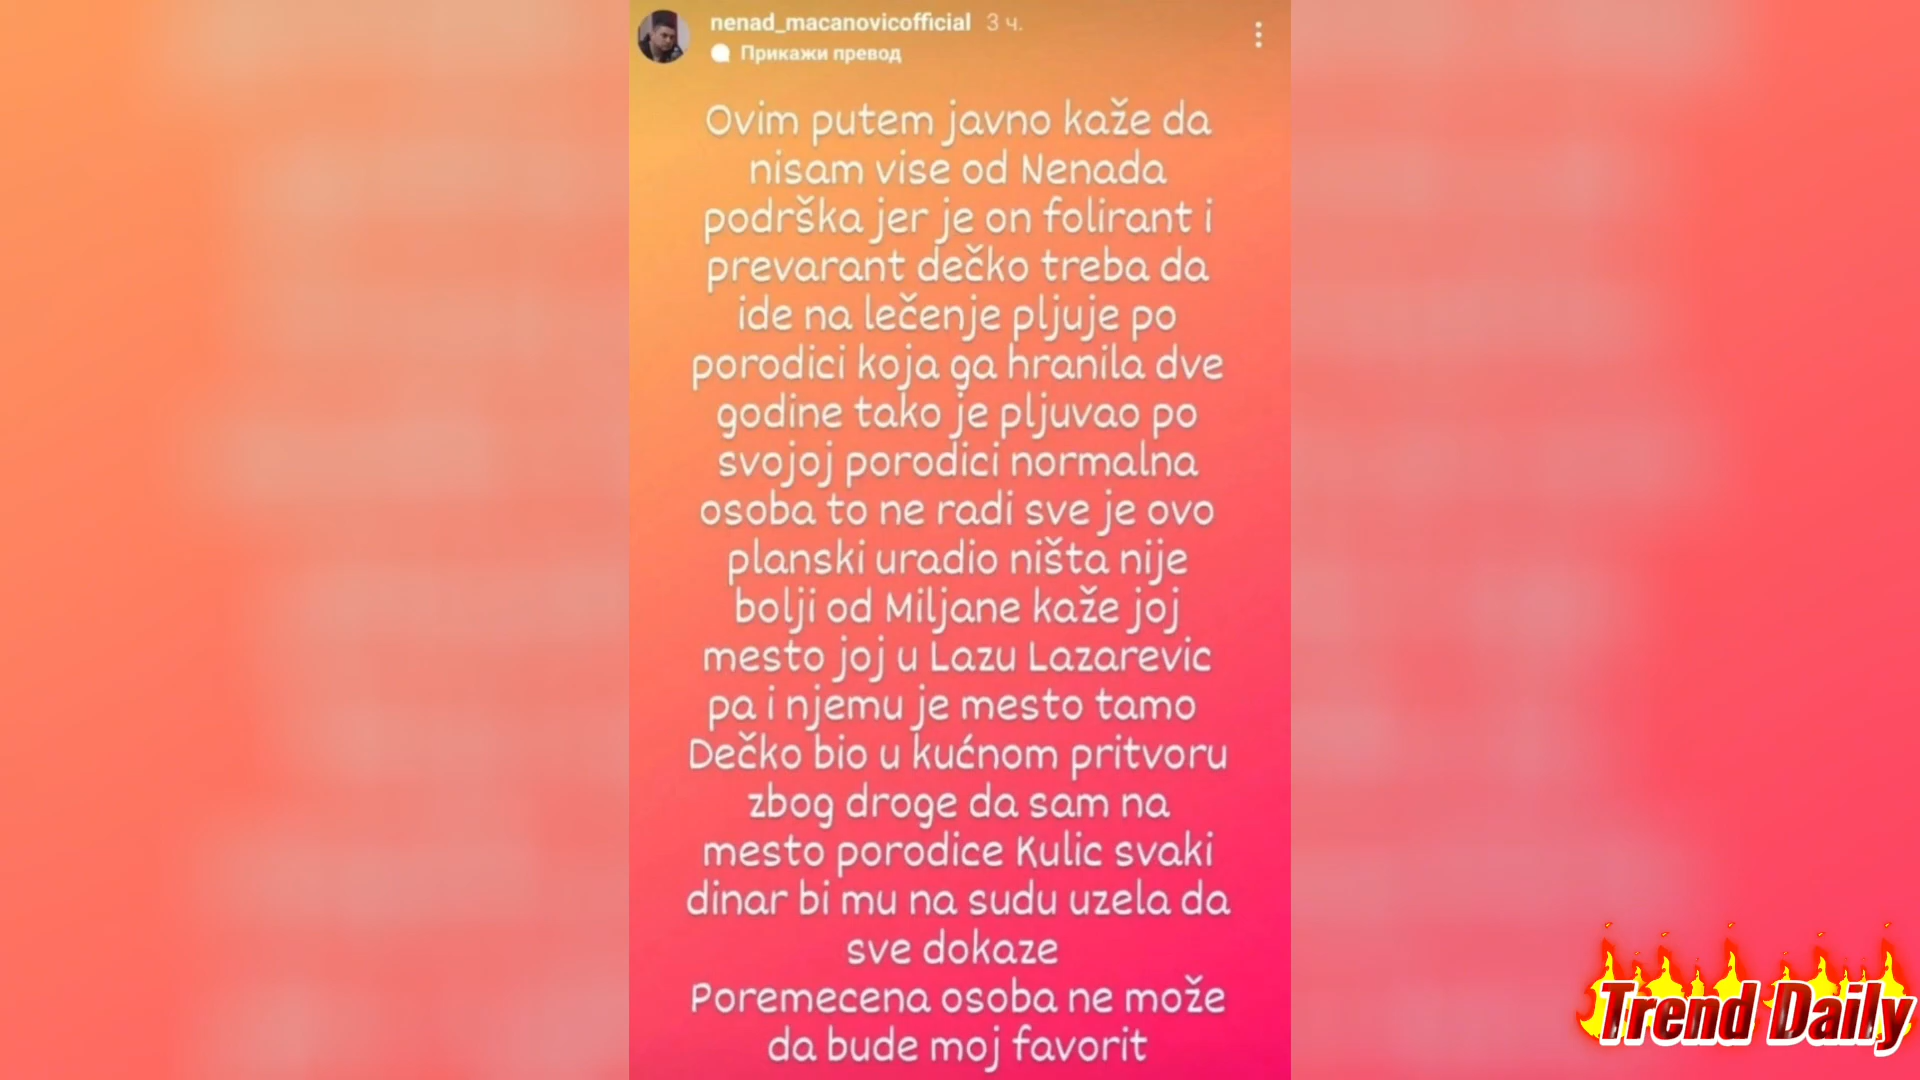 nenad_macanovicofficial 3 ч.
Прикажи превод
Ovim putem javno kaže da
nisam vise od Nenada
podrška jer je on folirant i
prevarant dečko treba da
ide na lečenje pljuje po
porodici koja ga hranila dve
godine tako je pljuvao po
svojoj porodici normalna
osoba to ne radi sve je ovo
planski uradio ništa nije
bolji od Miljane kaže joj
mesto joj u Lazu Lazarevic
pa i njemu je mesto tamo
Dečko bio u kućnom pritvoru
zbog droge da sam na
mesto porodice Kulic svaki
dinar bi mu na sudu uzela da
sve dokaze
Poremecena osoba ne može
da bude moj favorit
Trend Daily